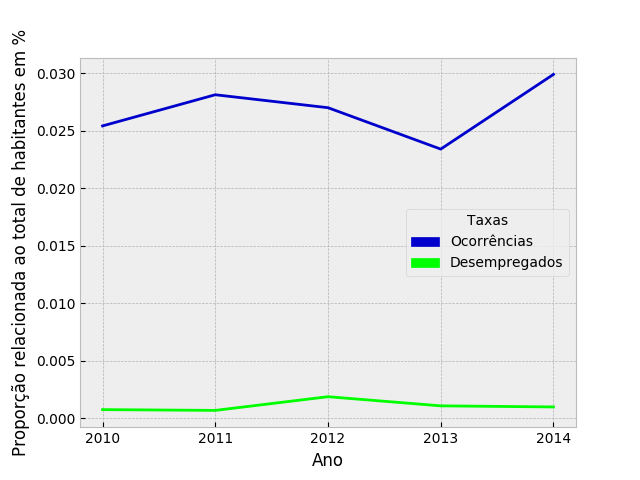 Proporção relacionada ao total de habitantes em %
0.030
0.025
0.020
0.015
0.010
0.005
0.000
Taxas
Ocorrências
Desempregados
2010 2011 2012 2013 2014
Ano